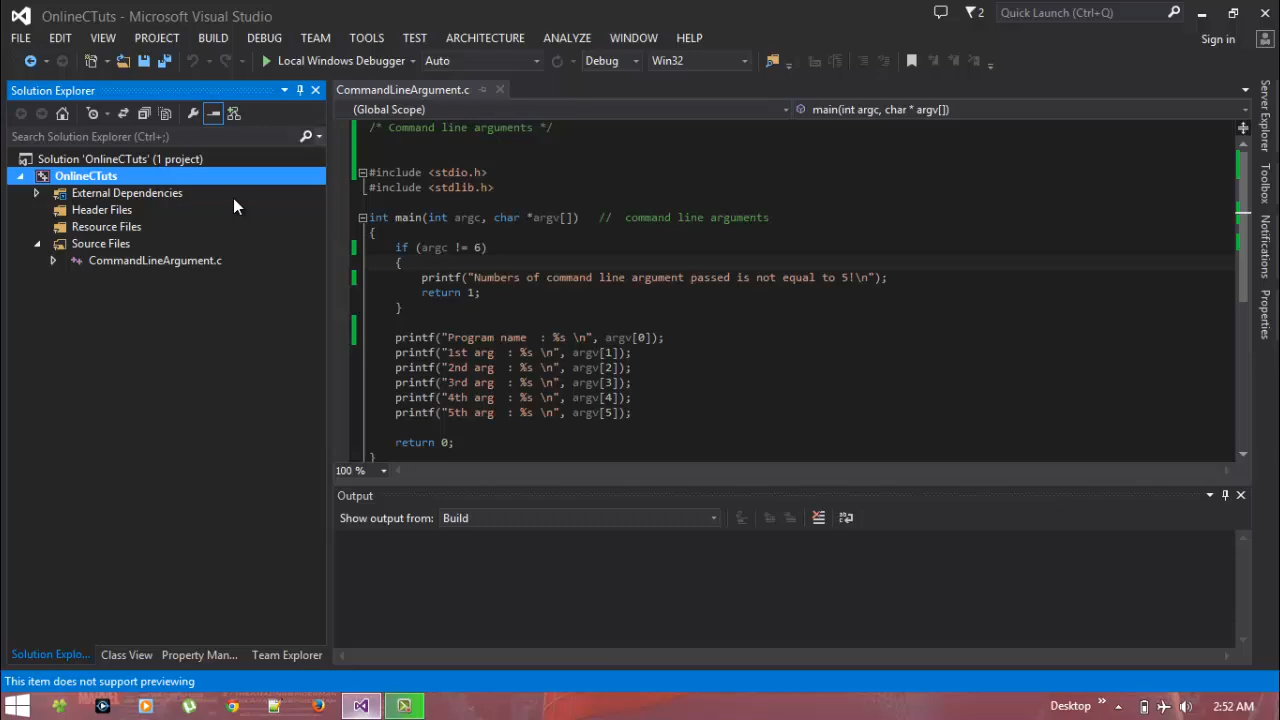 OnlineCTuts - Microsoft Visual Studio
2
Quick Launch (Ctrl+Q)
FILE EDIT VIEW PROJECT BUILD DEBUG TEAM TOOLS TEST ARCHITECTURE ANALYZE WINDOW HELP
Sign in
Local Windows Debugger Auto Debug Win32
Solution Explorer
Search Solution Explorer (Ctrl+;)
Solution 'OnlineCTuts' (1 project)
OnlineCTuts
External Dependencies
Header Files
Resource Files
Source Files
CommandLineArgument.c
Solution Explo... Class View Property Man... Team Explorer
CommandLineArgument.c
(Global Scope) main(int argc, char * argv[])
/* Command line arguments */
#include <stdio.h>
#include <stdlib.h>
int main(int argc, char *argv[]) // command line arguments
{
if (argc != 6)
{
printf("Numbers of command line argument passed is not equal to 5!\n");
return 1;
}
printf("Program name : %s \n", argv[0]);
printf("1st arg : %s \n", argv[1]);
printf("2nd arg : %s \n", argv[2]);
printf("3rd arg : %s \n", argv[3]);
printf("4th arg : %s \n", argv[4]);
printf("5th arg : %s \n", argv[5]);
return 0;
}
100 %
Output
Show output from: Build
Server Explorer
Toolbox
Notifications
Properties
This item does not support previewing
Desktop
2:52 AM